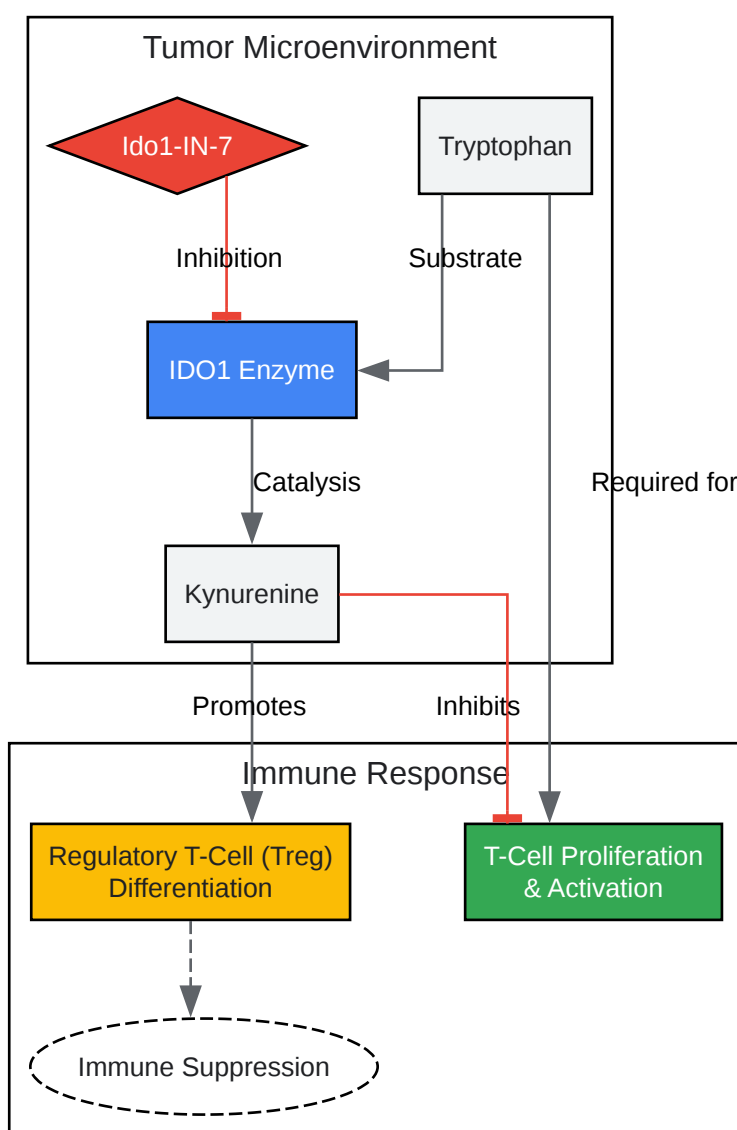 Tumor Microenvironment
Ido1-IN-7
Tryptophan
Inhibition
Substrate
IDO1 Enzyme
Catalysis
Required for
Kynurenine
Promotes
Inhibits
Immune Response
Regulatory T-Cell (Treg)
Differentiation
T-Cell Proliferation
& Activation
Immune Suppression